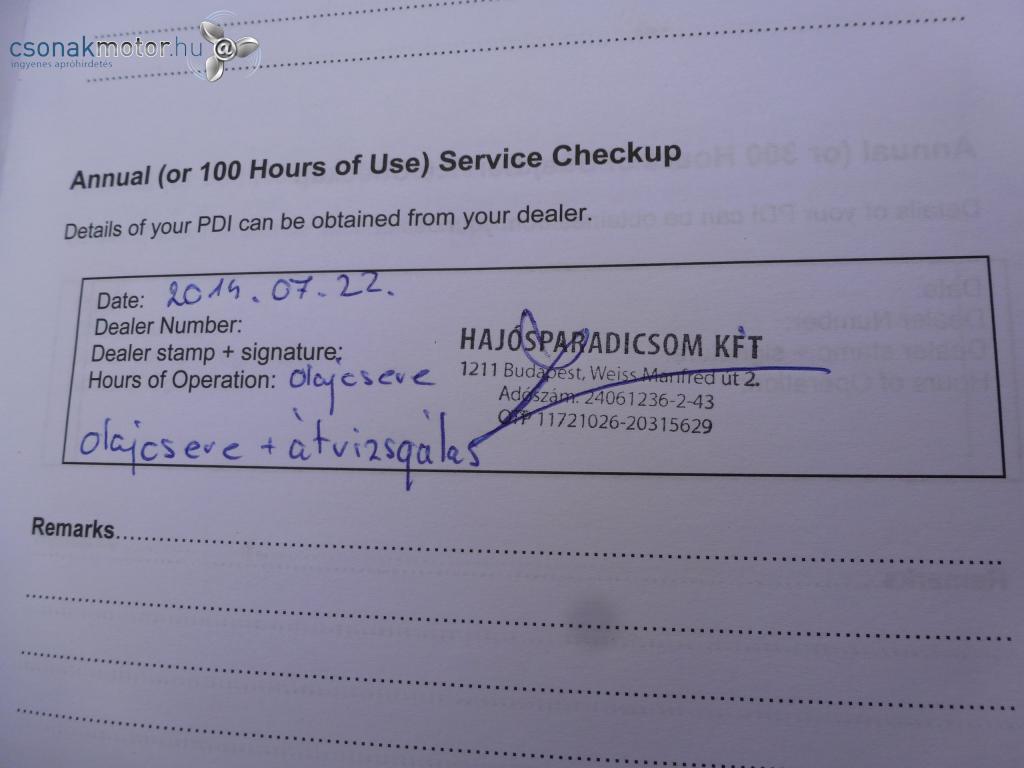 csonakmotor.hu
ingyenes apróhirdetés
Annual (or 100 Hours of Use) Service Checkup
Details of your PDI can be obtained from your dealer.
Date: 2014.07.22.
Dealer Number:
Dealer stamp + signature:
Hours of Operation: olajcsere
olajcsere + átvizsgálás
HAJÓSPARADICSOM KFT
1211 Budapest, Weiss Manfréd út 2.
Adószám: 24061236-2-43
OTP 11721026-20315629
Remarks